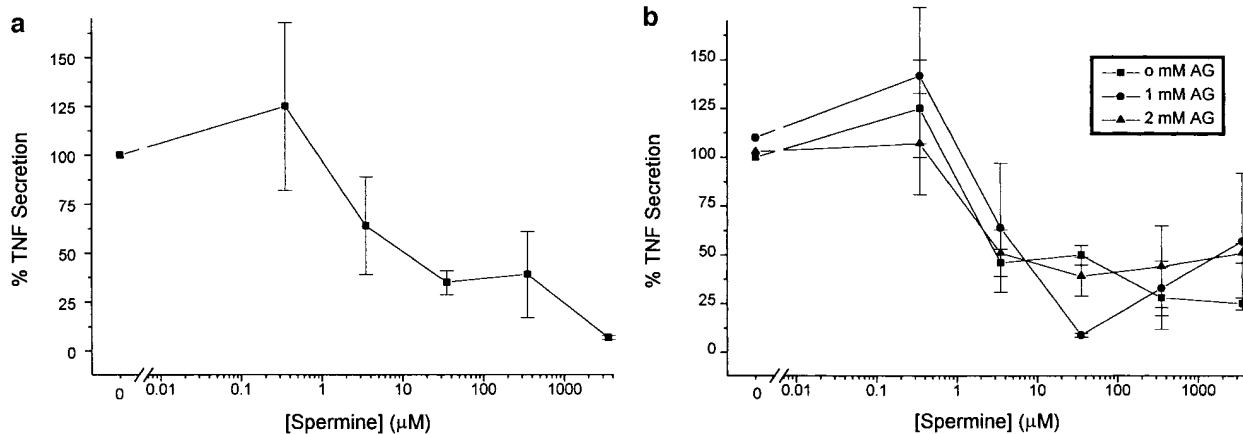 a
% TNF Secretion
150
125
100
75
50
25
0
0 0.01 0.1 1 10 100 1000
[Spermine] (μM)
b
% TNF Secretion
150
125
100
75
50
25
0
0 0.01 0.1 1 10 100 1000
[Spermine] (μM)
o mM AG
1 mM AG
2 mM AG